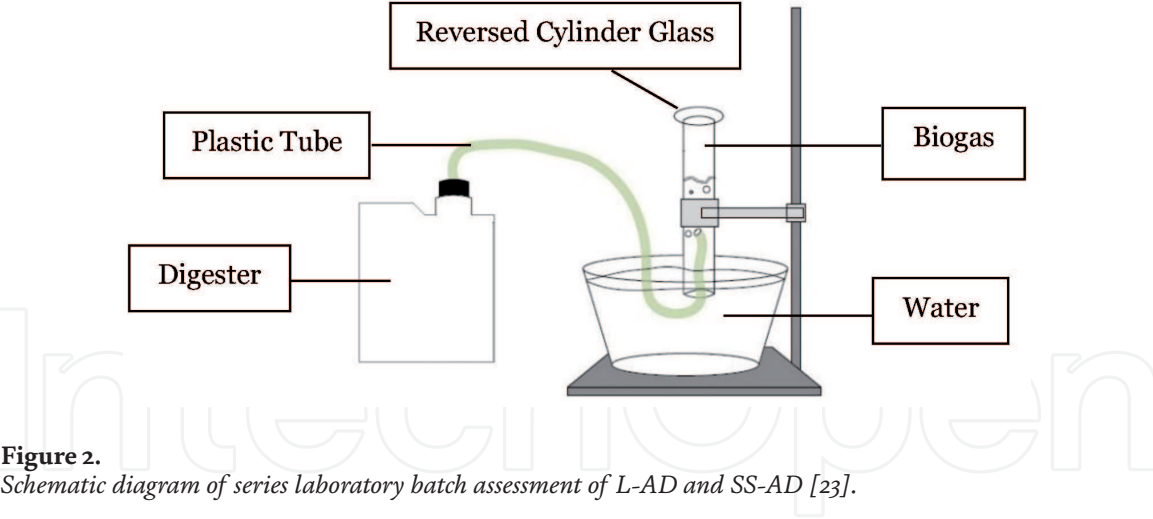 Reversed Cylinder Glass
Plastic Tube
Biogas
Digester
Water
IntechOpen
Figure 2.
Schematic diagram of series laboratory batch assessment of L-AD and SS-AD [23].